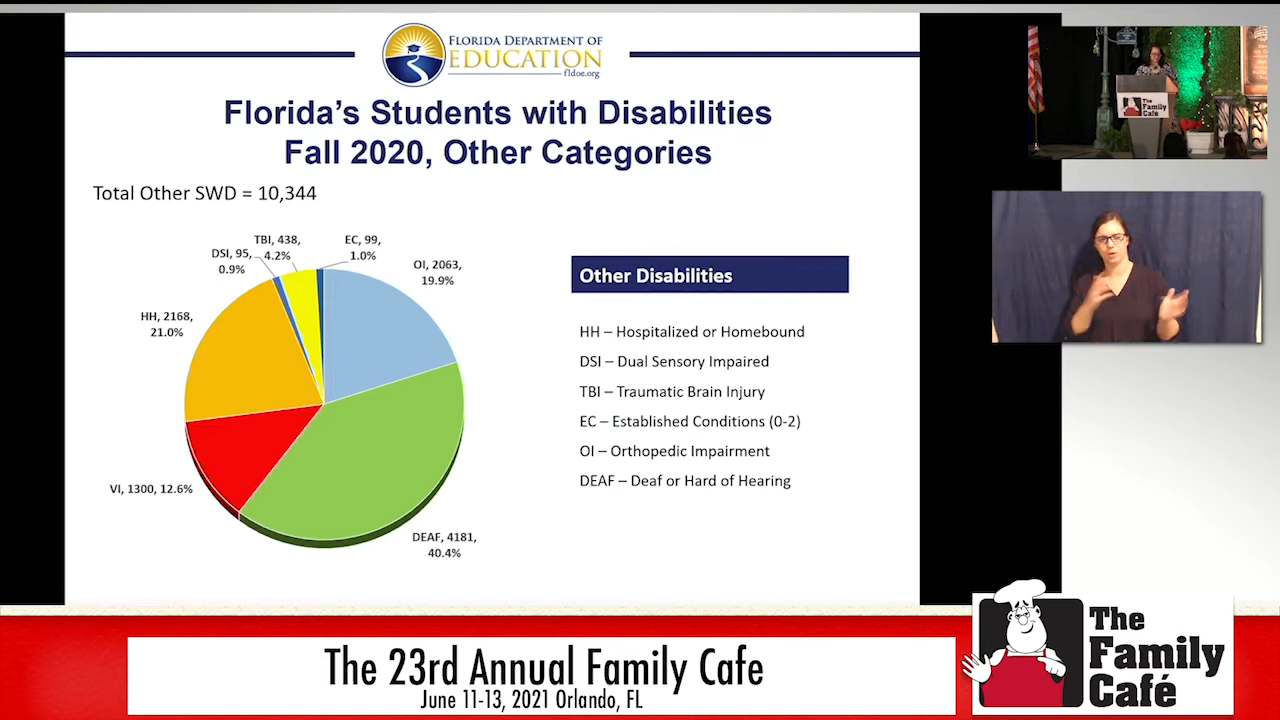 FLORIDA DEPARTMENT OF
EDUCATION
fldoe.org
Florida's Students with Disabilities
Fall 2020, Other Categories
Total Other SWD = 10,344
TBI, 438,
4.2%
EC, 99,
1.0%
DSI, 95,
0.9%
OI, 2063,
19.9%
HH, 2168,
21.0%
VI, 1300, 12.6%
DEAF, 4181,
40.4%
Other Disabilities
HH – Hospitalized or Homebound
DSI – Dual Sensory Impaired
TBI – Traumatic Brain Injury
EC – Established Conditions (0-2)
OI – Orthopedic Impairment
DEAF – Deaf or Hard of Hearing
The
Family
Café
The 23rd Annual Family Cafe
June 11-13, 2021 Orlando, FL
The
Family
Café